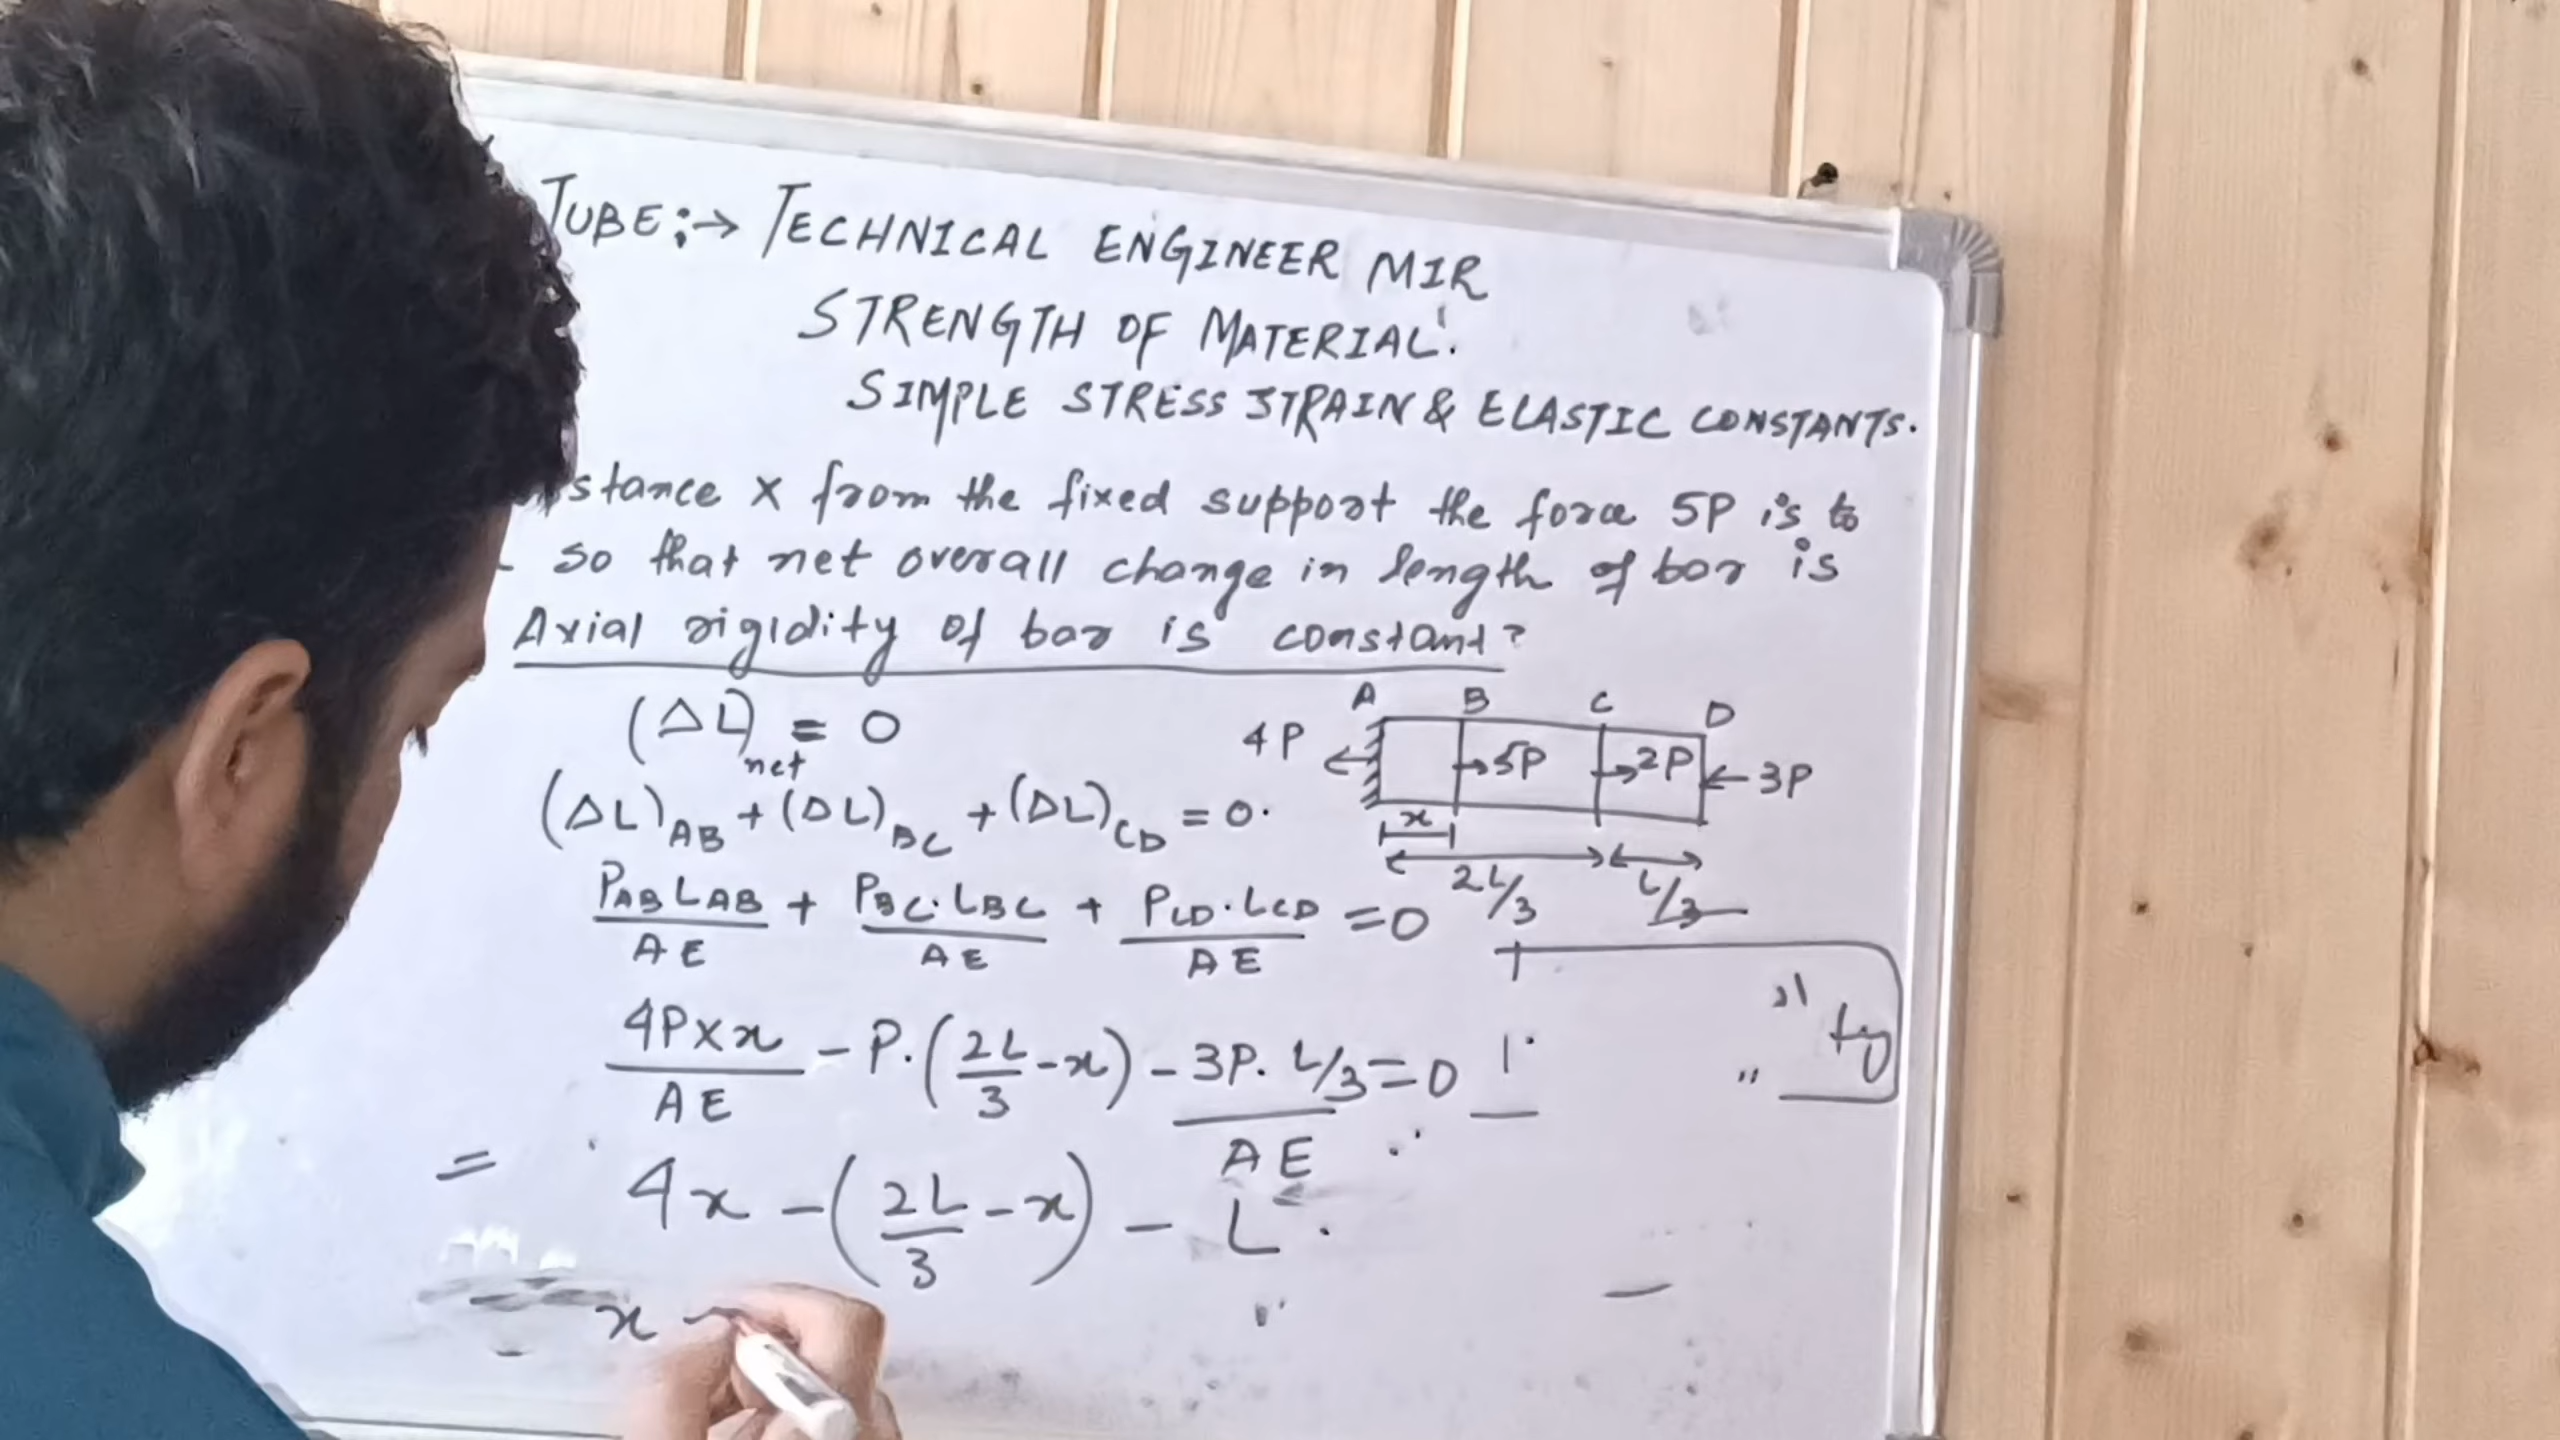 TUBE:→ TECHNICAL ENGINEER MIR
STRENGTH OF MATERIAL:
SIMPLE STRESS STRAIN & ELASTIC CONSTANTS.
stance x from the fixed support the force 5P is to
so that net overall change in length of bar is
Axial rigidity of bar is constant?
(ΔL)net = 0
(ΔL)AB + (ΔL)BC + (ΔL)CD = 0.
PAB LAB/AE + PBC.LBC/AE + PCD.LCD/AE = 0
4P×x/AE - P.(2L/3 - x) - 3P.L/3/AE = 0
= 4x - (2L/3 - x) - L
x
A B C D
4P 5P 2P 3P
x
2L/3 L/3